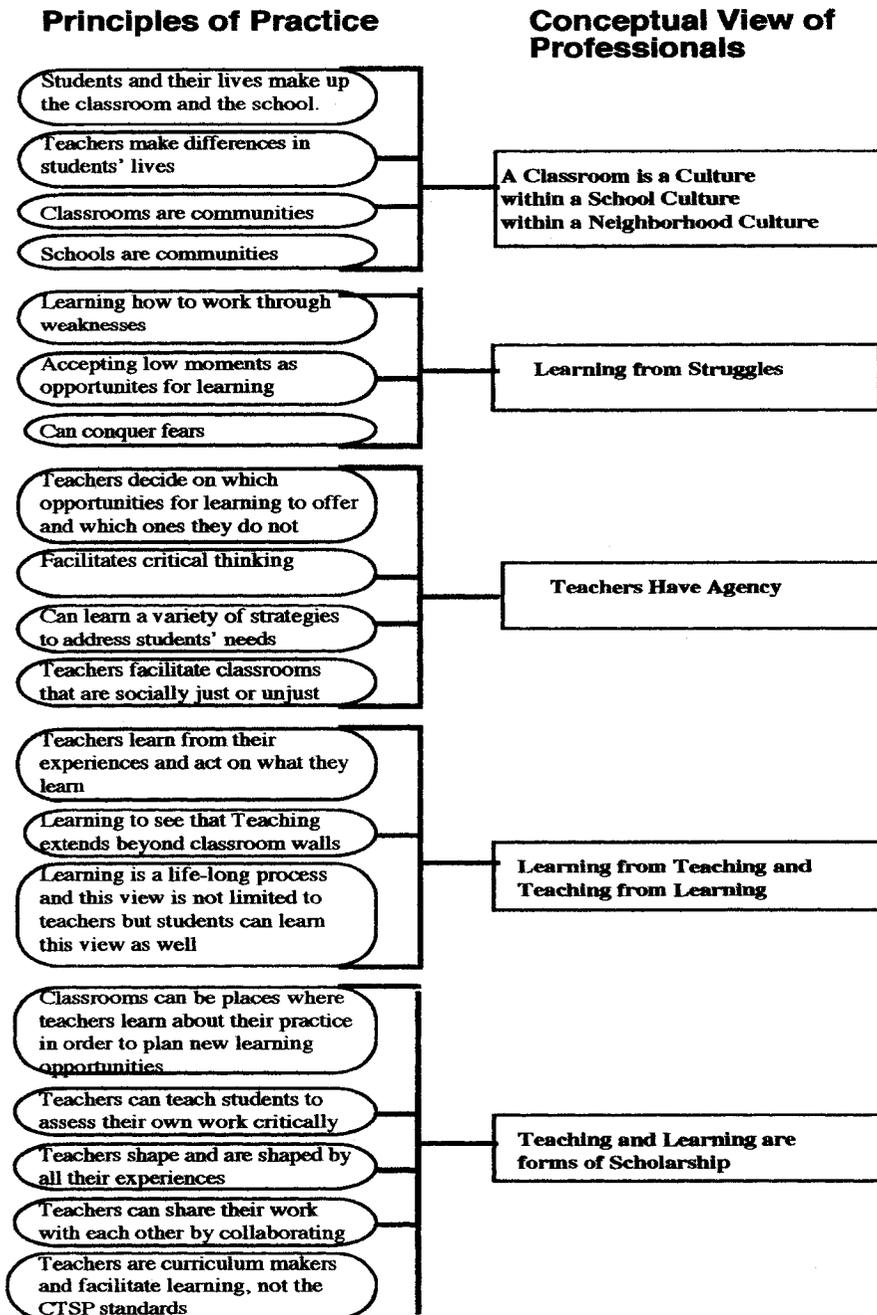 Principles of Practice
Conceptual View of
Professionals
Students and their lives make up
the classroom and the school.
Teachers make differences in
students' lives
Classrooms are communities
Schools are communities
A Classroom is a Culture
within a School Culture
within a Neighborhood Culture
Learning how to work through
weaknesses
Accepting low moments as
opportunites for learning
Can conquer fears
Learning from Struggles
Teachers decide on which
opportunities for learning to offer
and which ones they do not
Facilitates critical thinking
Can learn a variety of strategies
to address students' needs
Teachers facilitate classrooms
that are socially just or unjust
Teachers Have Agency
Teachers learn from their
experiences and act on what they
learn
Learning to see that Teaching
extends beyond classroom walls
Learning is a life-long process
and this view is not limited to
teachers but students can learn
this view as well
Learning from Teaching and
Teaching from Learning
Classrooms can be places where
teachers learn about their practice
in order to plan new learning
opportunities
Teachers can teach students to
assess their own work critically
Teachers shape and are shaped by
all their experiences
Teachers can share their work
with each other by collaborating
Teachers are curriculum makers
and facilitate learning, not the
CTSP standards
Teaching and Learning are
forms of Scholarship